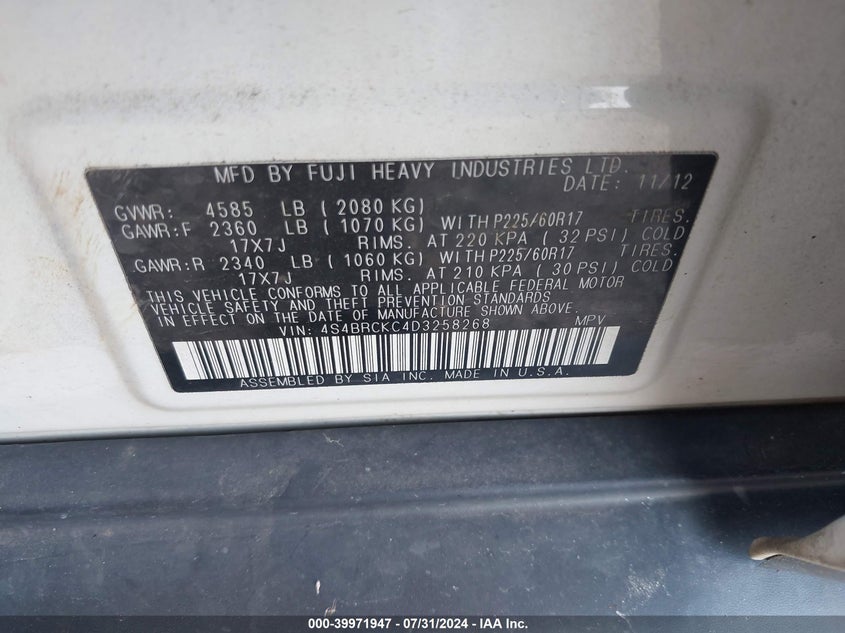 MFD BY FUJI HEAVY INDUSTRIES LTD.
DATE: 11/12
GVWR: 4585 LB ( 2080 KG)
GAWR:F 2360 LB ( 1070 KG) WITH P225/60R17 TIRES.
17X7J RIMS. AT 220 KPA ( 32 PSI) COLD
GAWR:R 2340 LB ( 1060 KG) WITH P225/60R17 TIRES.
17X7J RIMS. AT 210 KPA ( 30 PSI) COLD
THIS VEHICLE CONFORMS TO ALL APPLICABLE FEDERAL MOTOR
VEHICLE SAFETY AND THEFT PREVENTION STANDARDS
IN EFFECT ON THE DATE OF MANUFACTURE SHOWN ABOVE.
VIN: 4S4BRCKC4D3258268 MPV
ASSEMBLED BY SIA INC. MADE IN U.S.A.
000-39971947 / 07/31/2024 - © IAA Inc.